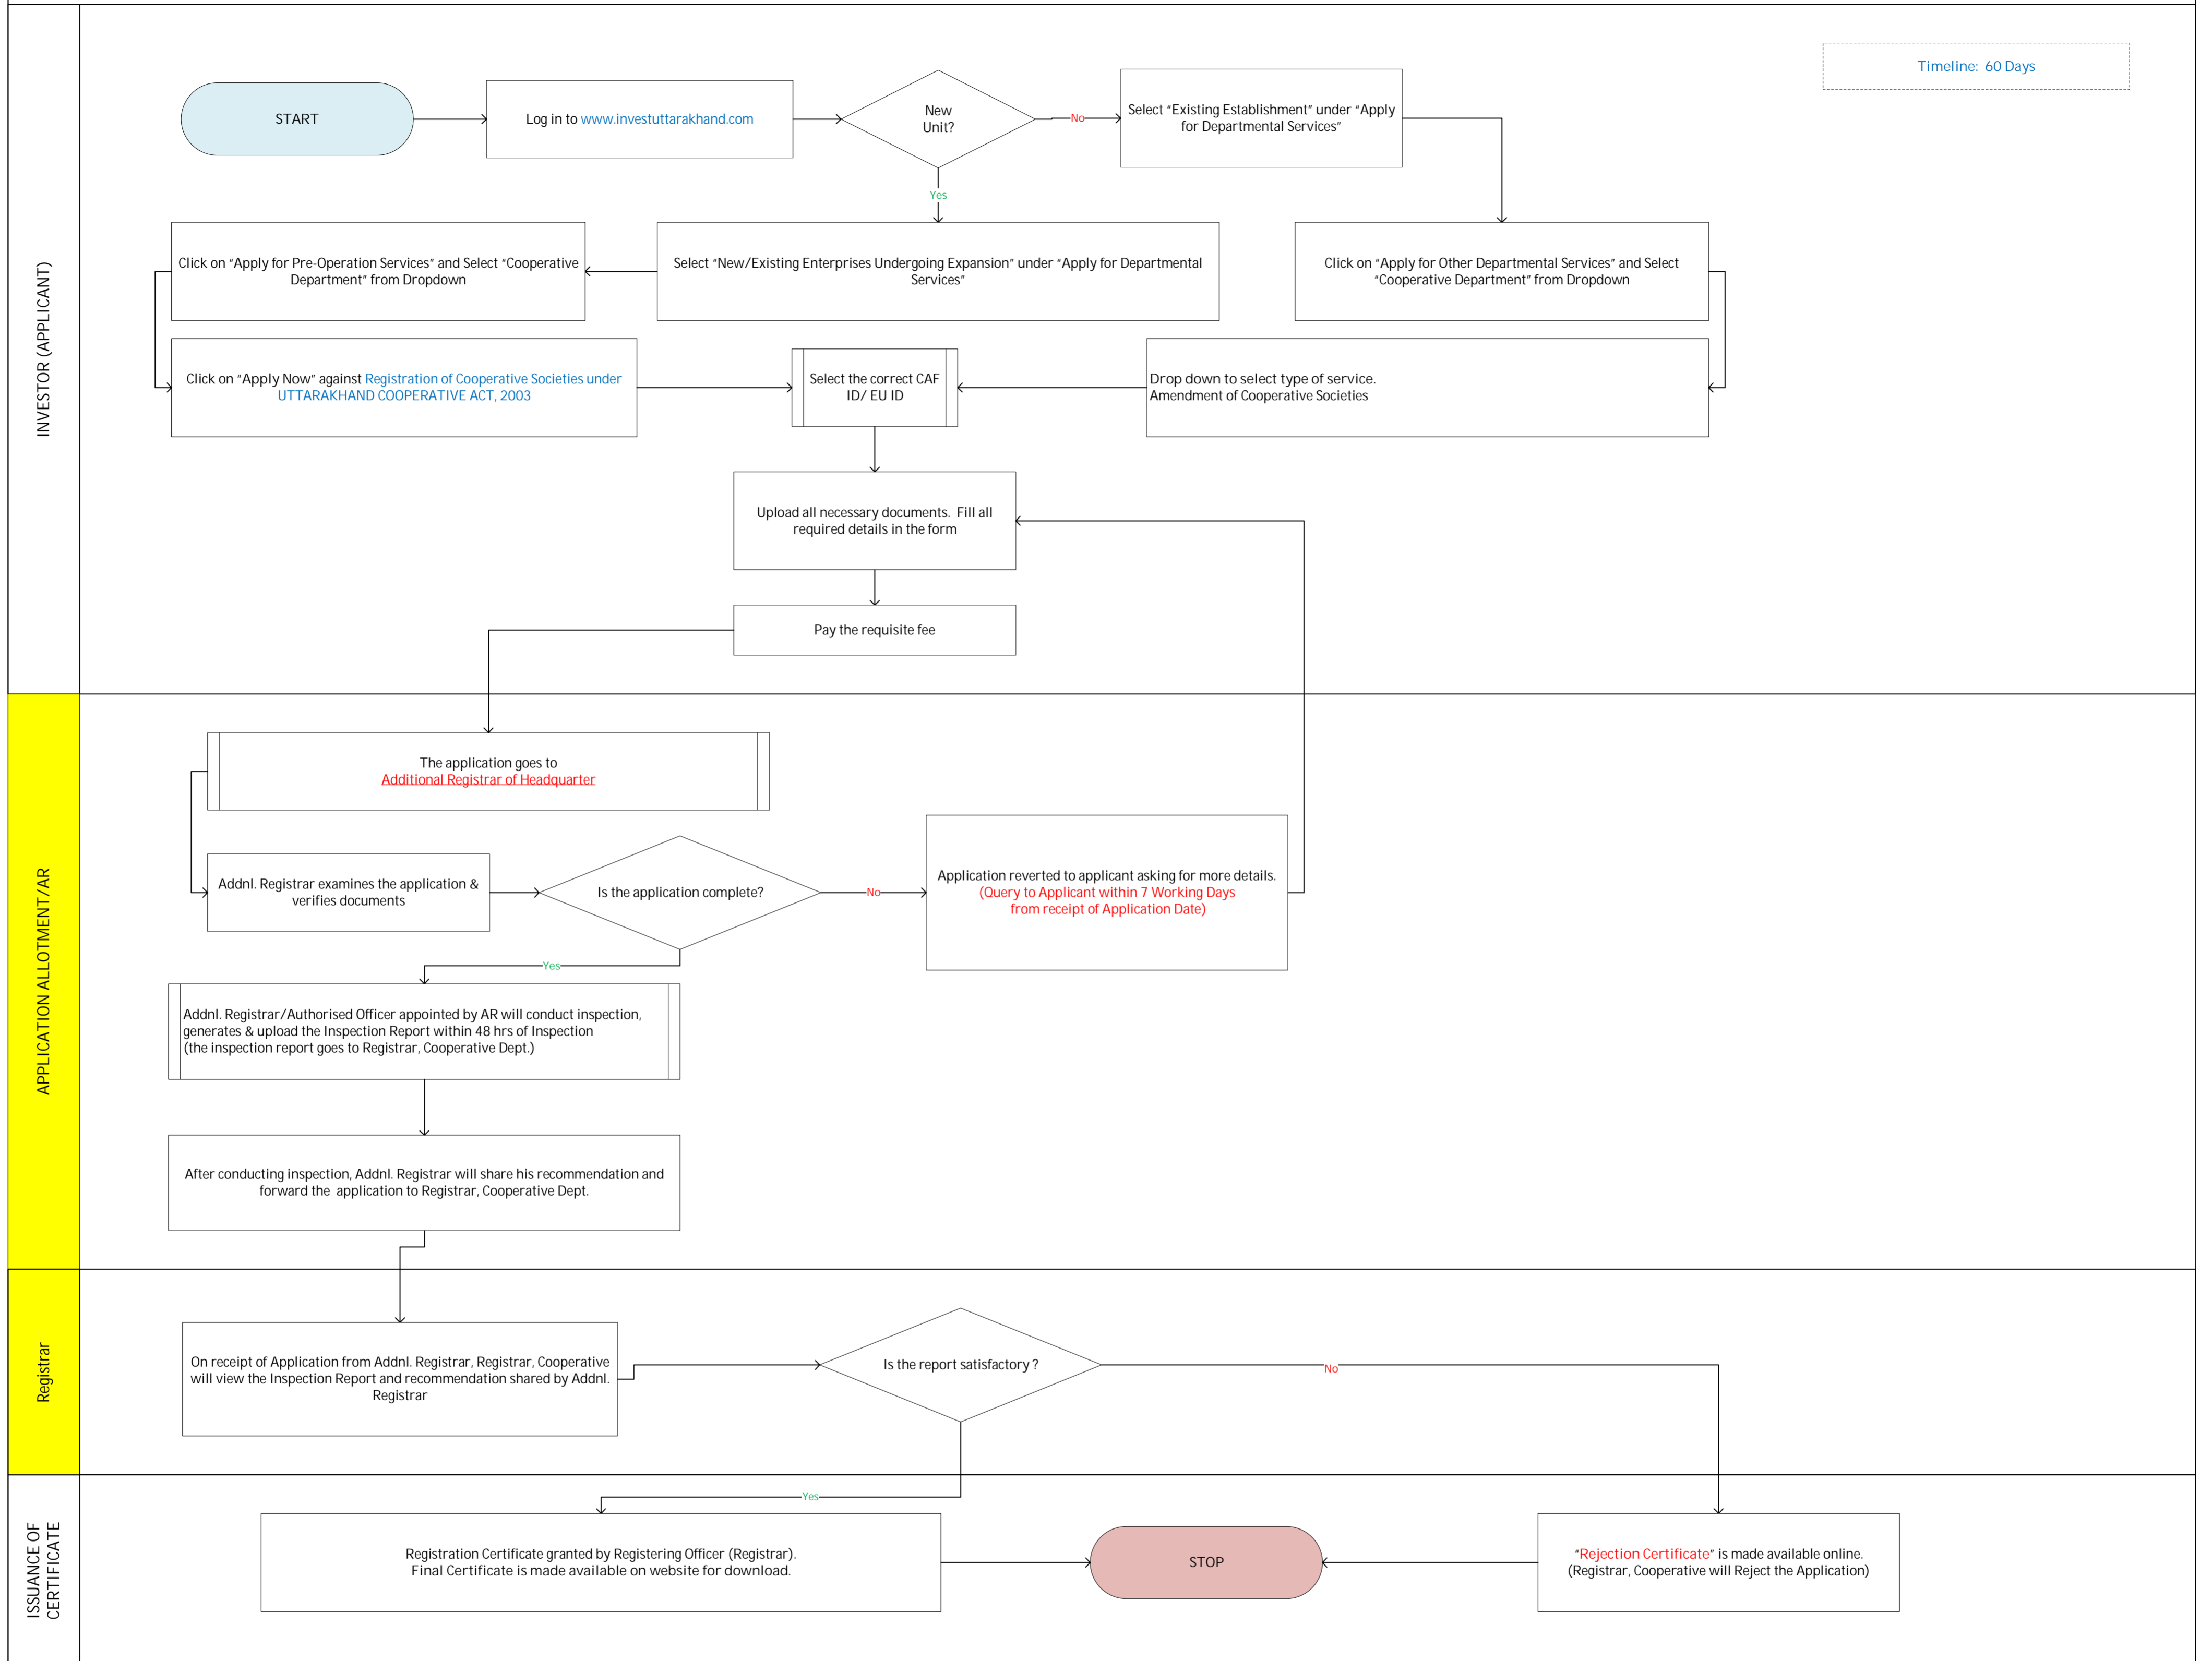 Timeline: 60 Days
START
Log in to www.investuttarakhand.com
New
Unit?
No
Select “Existing Establishment” under “Apply
for Departmental Services”
Yes
Click on “Apply for Pre-Operation Services” and Select “Cooperative
Department” from Dropdown
Select “New/Existing Enterprises Undergoing Expansion” under “Apply for Departmental
Services”
Click on “Apply for Other Departmental Services” and Select
“Cooperative Department” from Dropdown
INVESTOR (APPLICANT)
Click on “Apply Now” against Registration of Cooperative Societies under
UTTARAKHAND COOPERATIVE ACT, 2003
Select the correct CAF
ID/ EU ID
Drop down to select type of service.
Amendment of Cooperative Societies
Upload all necessary documents. Fill all
required details in the form
Pay the requisite fee
The application goes to
Additional Registrar of Headquarter
APPLICATION ALLOTMENT/AR
Addnl. Registrar examines the application &
verifies documents
Is the application complete?
No
Application reverted to applicant asking for more details.
(Query to Applicant within 7 Working Days
from receipt of Application Date)
Yes
Addnl. Registrar/Authorised Officer appointed by AR will conduct inspection,
generates & upload the Inspection Report within 48 hrs of Inspection
(the inspection report goes to Registrar, Cooperative Dept.)
After conducting inspection, Addnl. Registrar will share his recommendation and
forward the application to Registrar, Cooperative Dept.
Registrar
On receipt of Application from Addnl. Registrar, Registrar, Cooperative
will view the Inspection Report and recommendation shared by Addnl.
Registrar
Is the report satisfactory ?
No
Yes
ISSUANCE OF
CERTIFICATE
Registration Certificate granted by Registering Officer (Registrar).
Final Certificate is made available on website for download.
STOP
“Rejection Certificate” is made available online.
(Registrar, Cooperative will Reject the Application)